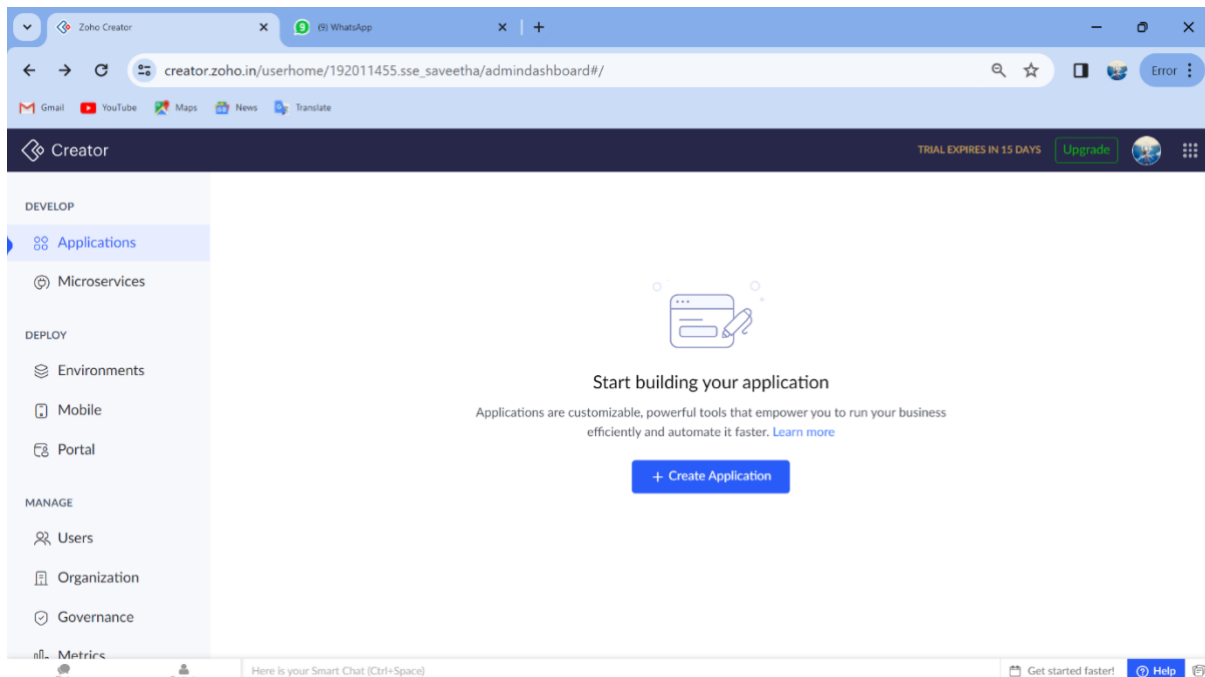 Zoho Creator
9
(9) WhatsApp
creator.zoho.in/userhome/192011455.sse_saveetha/admindashboard#/
Error
Gmail YouTube Maps News Translate
Creator
TRIAL EXPIRES IN 15 DAYS Upgrade
DEVELOP
Applications
Microservices
DEPLOY
Environments
Mobile
Portal
MANAGE
Users
Organization
Governance
Metrics
Start building your application
Applications are customizable, powerful tools that empower you to run your business
efficiently and automate it faster. Learn more
+ Create Application
Here is your Smart Chat (Ctrl+Space)
Get started faster! Help